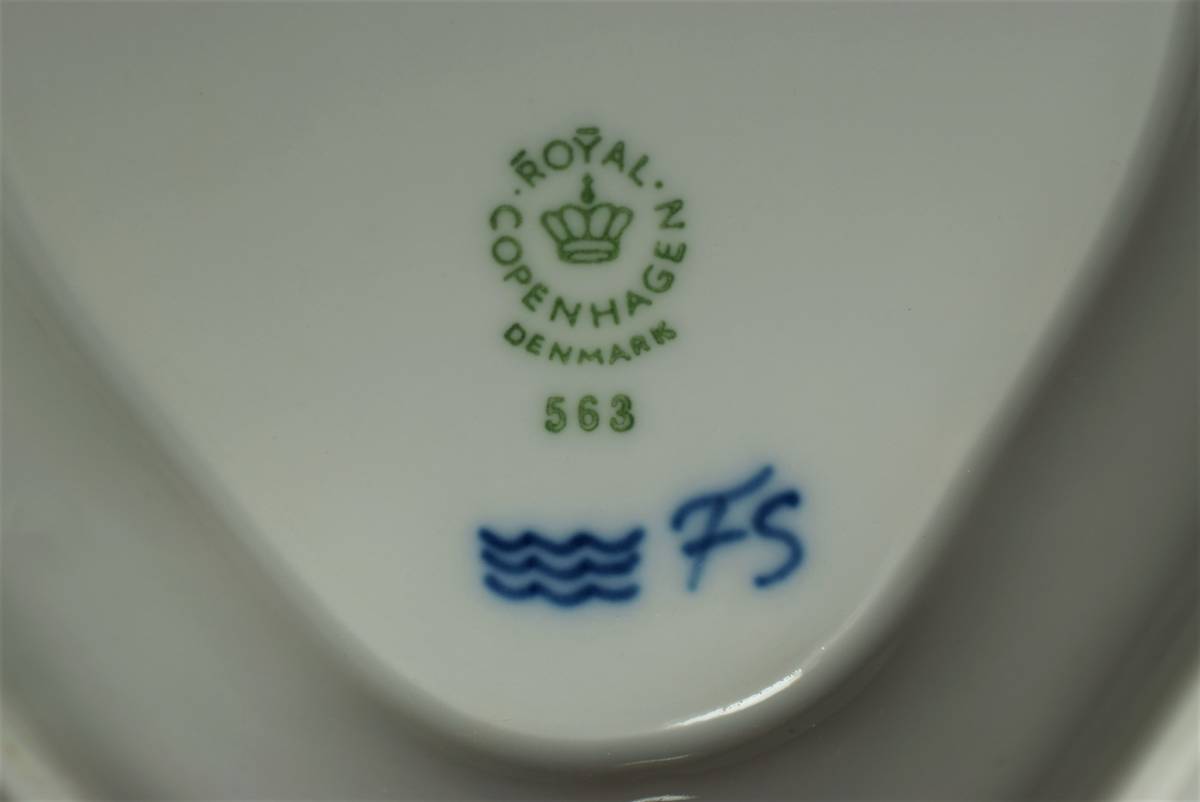 ROYAL
COPENHAGEN
DENMARK
563
FS